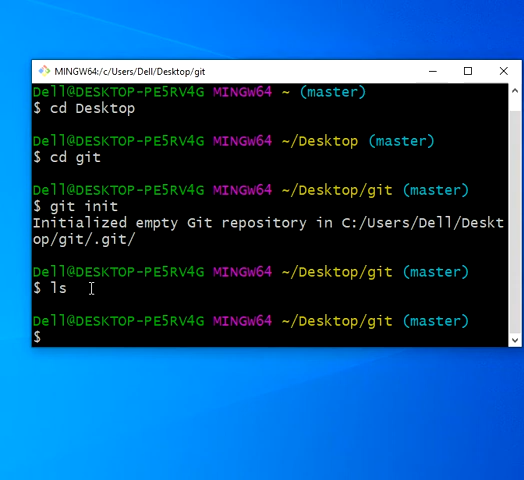 MINGW64:/c/Users/Dell/Desktop/git
Dell@DESKTOP-PE5RV4G MINGW64 ~ (master)
$ cd Desktop
Dell@DESKTOP-PE5RV4G MINGW64 ~/Desktop (master)
$ cd git
Dell@DESKTOP-PE5RV4G MINGW64 ~/Desktop/git (master)
$ git init
Initialized empty Git repository in C:/Users/Dell/Deskt
op/git/.git/
Dell@DESKTOP-PE5RV4G MINGW64 ~/Desktop/git (master)
$ ls
Dell@DESKTOP-PE5RV4G MINGW64 ~/Desktop/git (master)
$